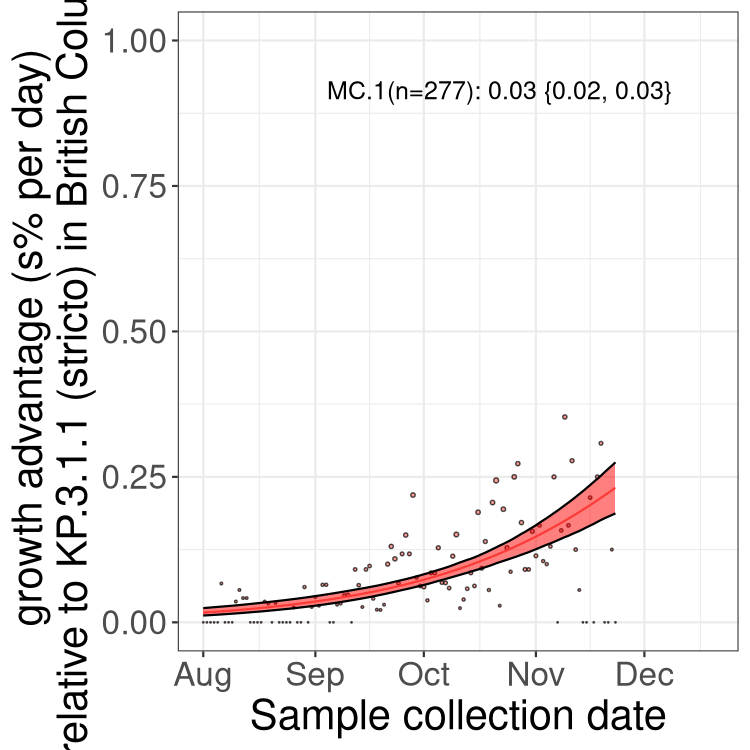 growth advantage (s% per day)
relative to KP.3.1.1 (stricto) in British Colu
1.00
0.75
0.50
0.25
0.00
MC.1(n=277): 0.03 {0.02, 0.03}
Aug Sep Oct Nov Dec
Sample collection date